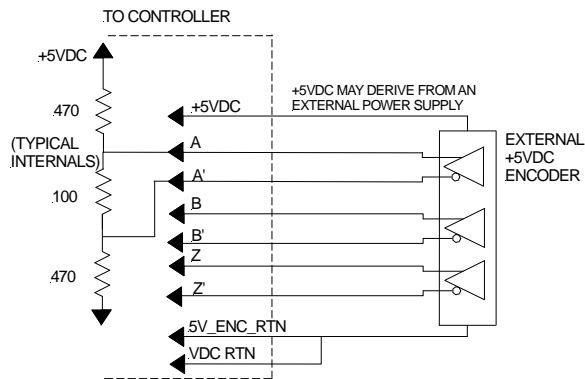 TO CONTROLLER
+5VDC
.470
(TYPICAL
INTERNALS)
.100
.470
+5VDC
A
A'
B
B'
Z
Z'
5V_ENC_RTN
VDC RTN
+5VDC MAY DERIVE FROM AN
EXTERNAL POWER SUPPLY
EXTERNAL
+5VDC
ENCODER